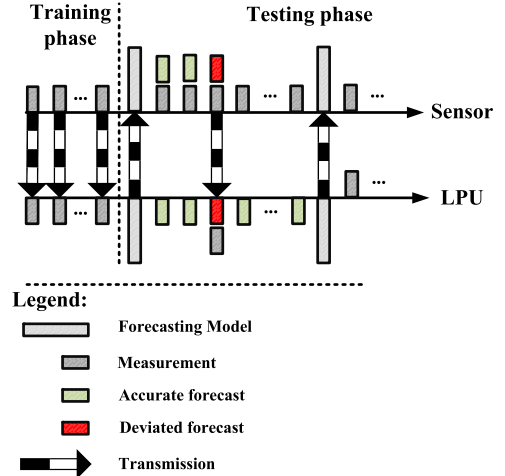 Training
phase
Testing phase
...
...
...
Sensor
...
...
...
LPU
Legend:
Forecasting Model
Measurement
Accurate forecast
Deviated forecast
Transmission